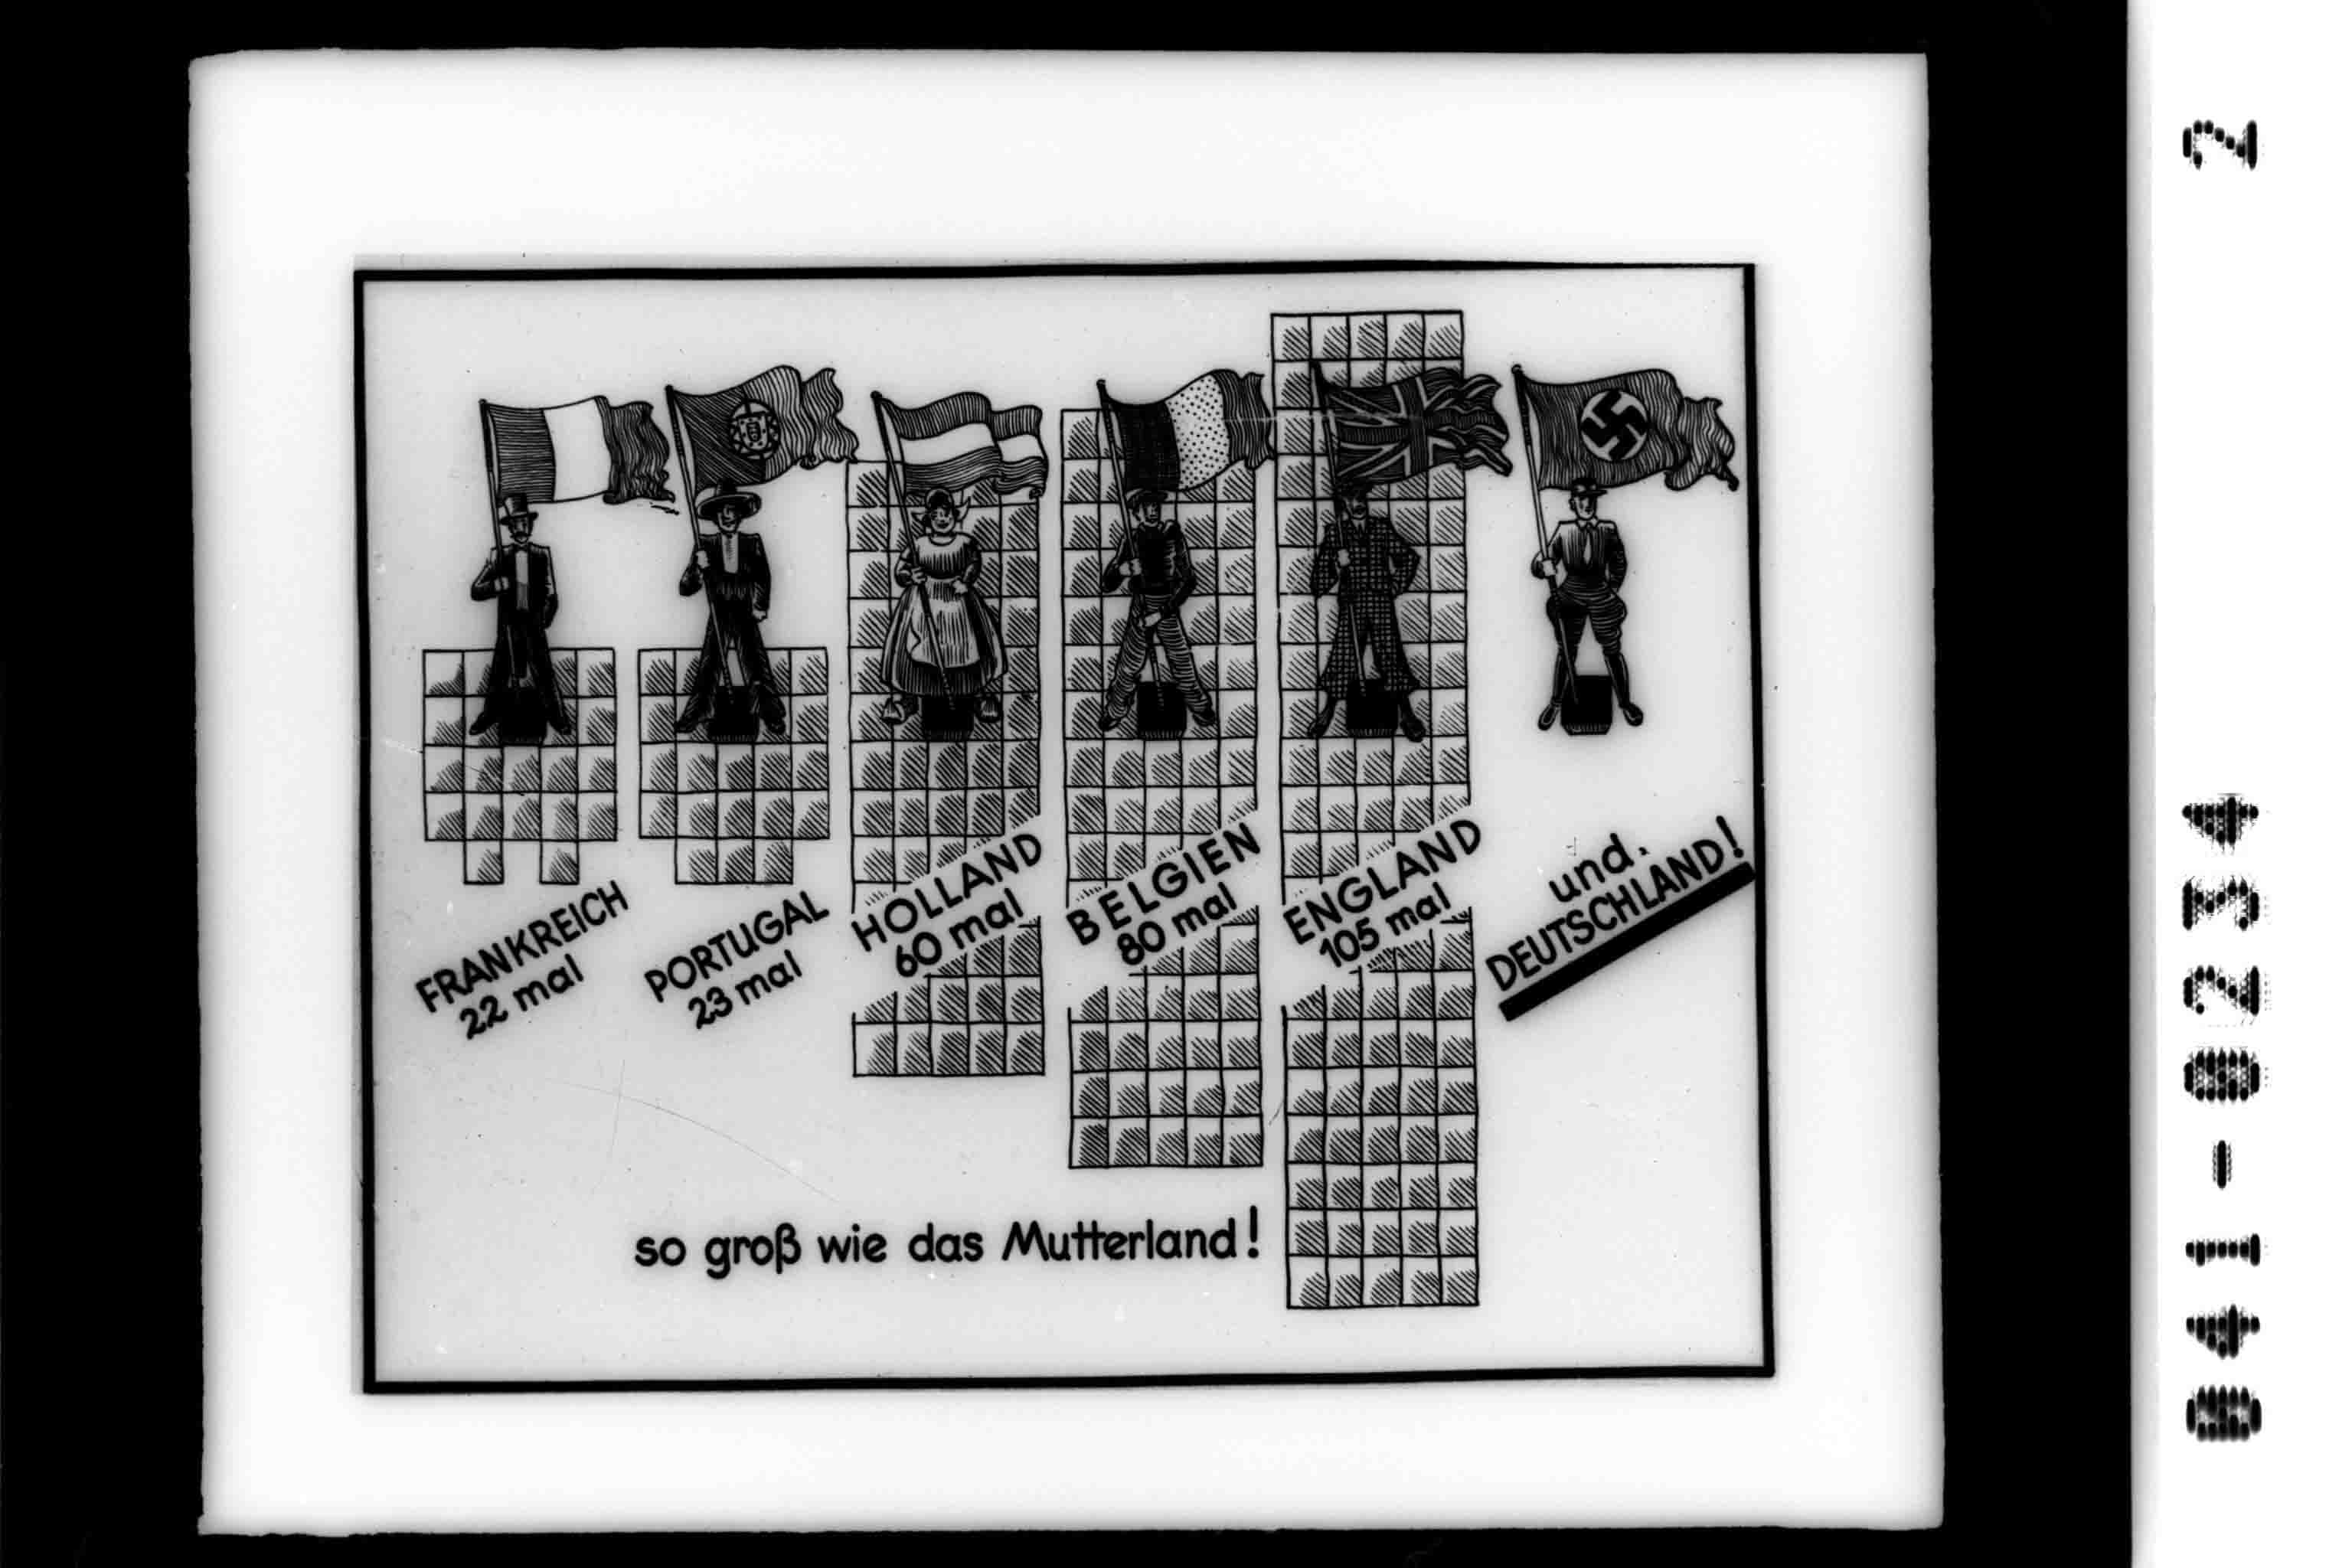 FRANKREICH
22 mal
PORTUGAL
23 mal
HOLLAND
60 mal
BELGIEN
80 mal
ENGLAND
105 mal
und.
DEUTSCHLAND!
so groß wie das Mutterland!
041-0234 2